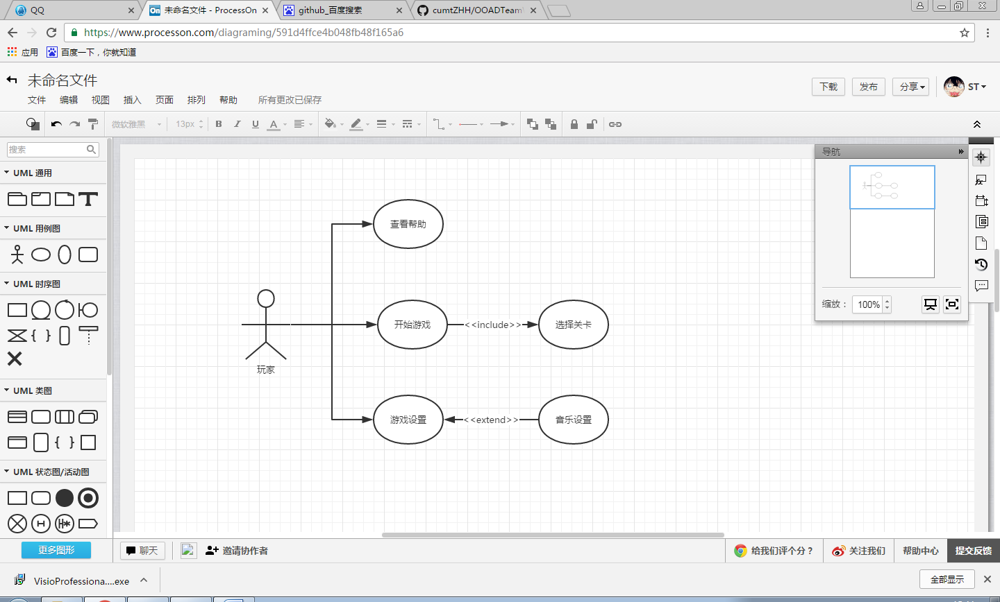 QQ
未命名文件 - ProcessOn
github_百度搜索
cumtZHH/OOADTeam
https://www.processon.com/diagraming/591d4ffce4b048fb48f165a6
应用
百度一下，你就知道
未命名文件
文件 编辑 视图 插入 页面 排列 帮助 所有更改已保存
下载 发布 分享 ST
微软雅黑 13px B I U A
搜索
导航
UML 通用
UML 用例图
UML 时序图
UML 类图
UML 状态图/活动图
更多图形
查看帮助
开始游戏 <<include>> 选择关卡
玩家
游戏设置 <<extend>> 音乐设置
缩放： 100%
聊天 邀请协作者
给我们评个分？ 关注我们 帮助中心 提交反馈
VisioProfessiona....exe
全部显示